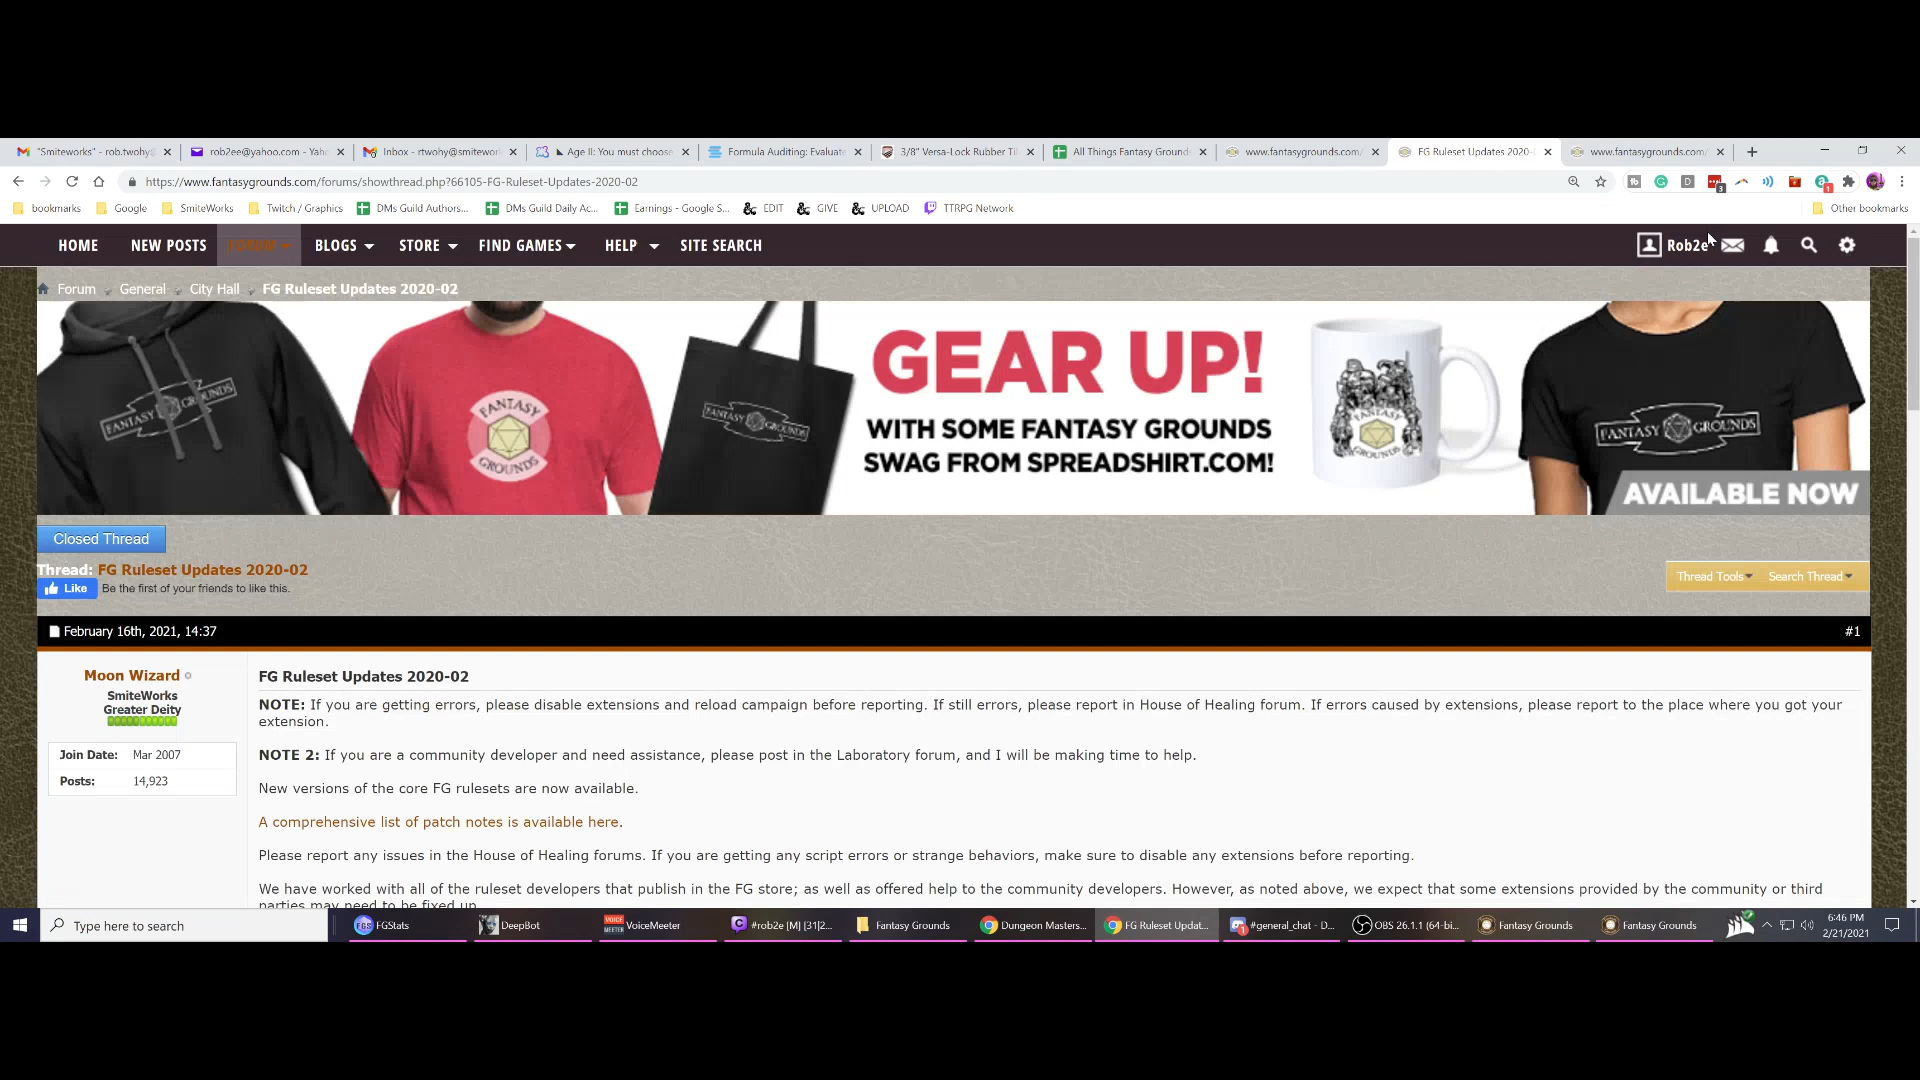 "Smiteworks" - rob.twohy@
rob2ee@yahoo.com - Yaho
Inbox - rtwohy@smitewor
Age II: You must choose
Formula Auditing: Evaluate
3/8" Versa-Lock Rubber Til
All Things Fantasy Ground
www.fantasygrounds.com/
FG Ruleset Updates 2020-
www.fantasygrounds.com/
https://www.fantasygrounds.com/forums/showthread.php?66105-FG-Ruleset-Updates-2020-02
bookmarks
Google
SmiteWorks
Twitch / Graphics
DMs Guild Authors...
DMs Guild Daily Ac...
Earnings - Google S...
EDIT
GIVE
UPLOAD
TTRPG Network
Other bookmarks
HOME
NEW POSTS
FORUM
BLOGS
STORE
FIND GAMES
HELP
SITE SEARCH
Rob2e
Forum
General
City Hall
FG Ruleset Updates 2020-02
FANTASY GROUNDS
FANTASY GROUNDS
FANTASY GROUNDS
GEAR UP!
WITH SOME FANTASY GROUNDS
SWAG FROM SPREADSHIRT.COM!
FANTASY GROUNDS
FANTASY GROUNDS
AVAILABLE NOW
Closed Thread
Thread: FG Ruleset Updates 2020-02
Like
Be the first of your friends to like this.
Thread Tools
Search Thread
February 16th, 2021, 14:37
#1
Moon Wizard
SmiteWorks
Greater Deity
Join Date: Mar 2007
Posts: 14,923
FG Ruleset Updates 2020-02
NOTE: If you are getting errors, please disable extensions and reload campaign before reporting. If still errors, please report in House of Healing forum. If errors caused by extensions, please report to the place where you got your
extension.
NOTE 2: If you are a community developer and need assistance, please post in the Laboratory forum, and I will be making time to help.
New versions of the core FG rulesets are now available.
A comprehensive list of patch notes is available here.
Please report any issues in the House of Healing forums. If you are getting any script errors or strange behaviors, make sure to disable any extensions before reporting.
We have worked with all of the ruleset developers that publish in the FG store; as well as offered help to the community developers. However, as noted above, we expect that some extensions provided by the community or third
parties may need to be fixed up.
Type here to search
FGStats
DeepBot
VoiceMeeter
#rob2e [M] [31]2...
Fantasy Grounds
Dungeon Masters...
FG Ruleset Updat...
#general_chat - D...
OBS 26.1.1 (64-bi...
Fantasy Grounds
Fantasy Grounds
6:46 PM
2/21/2021